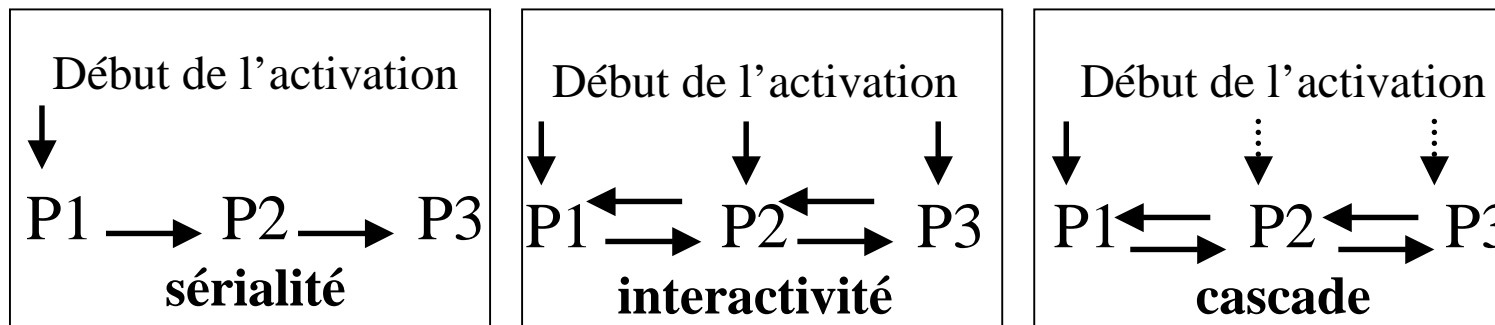 Début de l’activation
P1 P2 P3
sérialité
Début de l’activation
P1 P2 P3
interactivité
Début de l’activation
P1 P2 P3
cascade